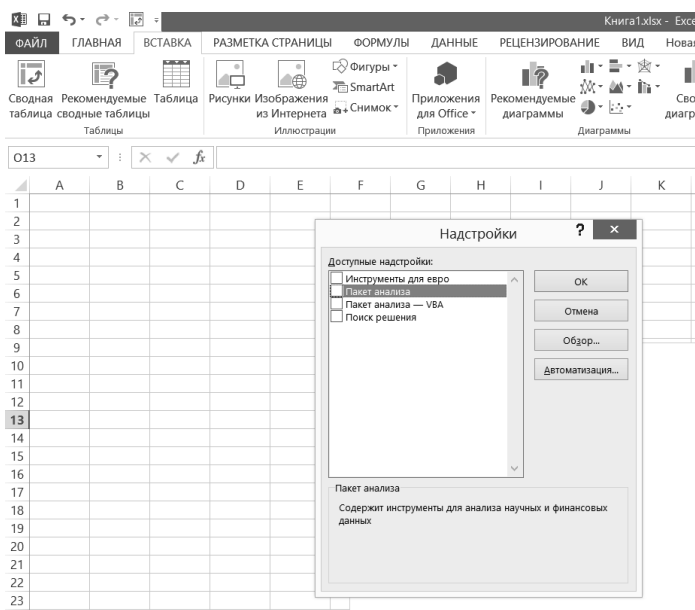 Книга1.xlsx - Exce
ФАЙЛ ГЛАВНАЯ ВСТАВКА РАЗМЕТКА СТРАНИЦЫ ФОРМУЛЫ ДАННЫЕ РЕЦЕНЗИРОВАНИЕ ВИД Новая
Сводная таблица Рекомендуемые сводные таблицы Таблица
Таблицы
Рисунки Изображения из Интернета
Фигуры
SmartArt
Снимок
Иллюстрации
Приложения для Office
Приложения
Рекомендуемые диаграммы
Диаграммы
Сво
диагр
O13
fx
A B C D E F G H I J K
1
2
3
4
5
6
7
8
9
10
11
12
13
14
15
16
17
18
19
20
21
22
23
Надстройки ? ×
Доступные надстройки:
Инструменты для евро
Пакет анализа
Пакет анализа — VBA
Поиск решения
ОК
Отмена
Обзор...
Автоматизация...
Пакет анализа
Содержит инструменты для анализа научных и финансовых
данных